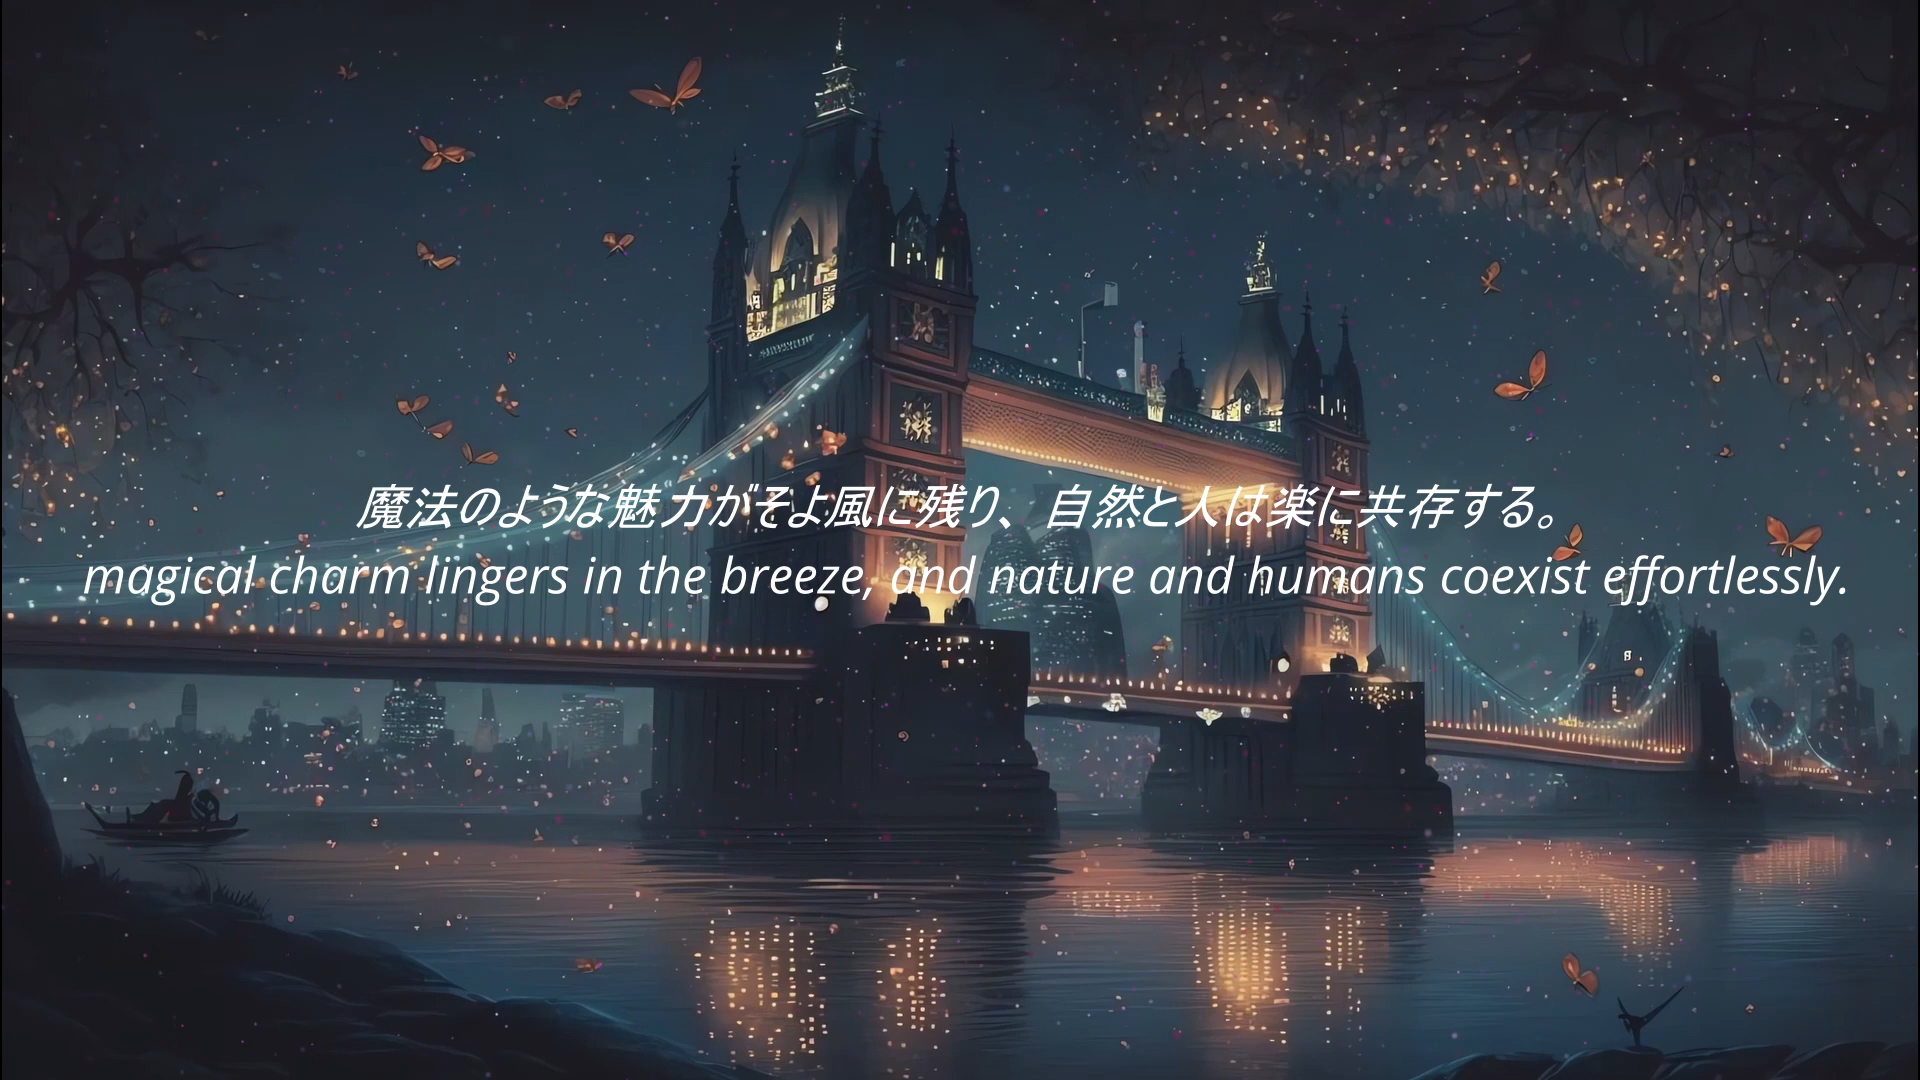 魔法のような魅力がそよ風に残り、自然と人は楽に共存する。
magical charm lingers in the breeze, and nature and humans coexist effortlessly.